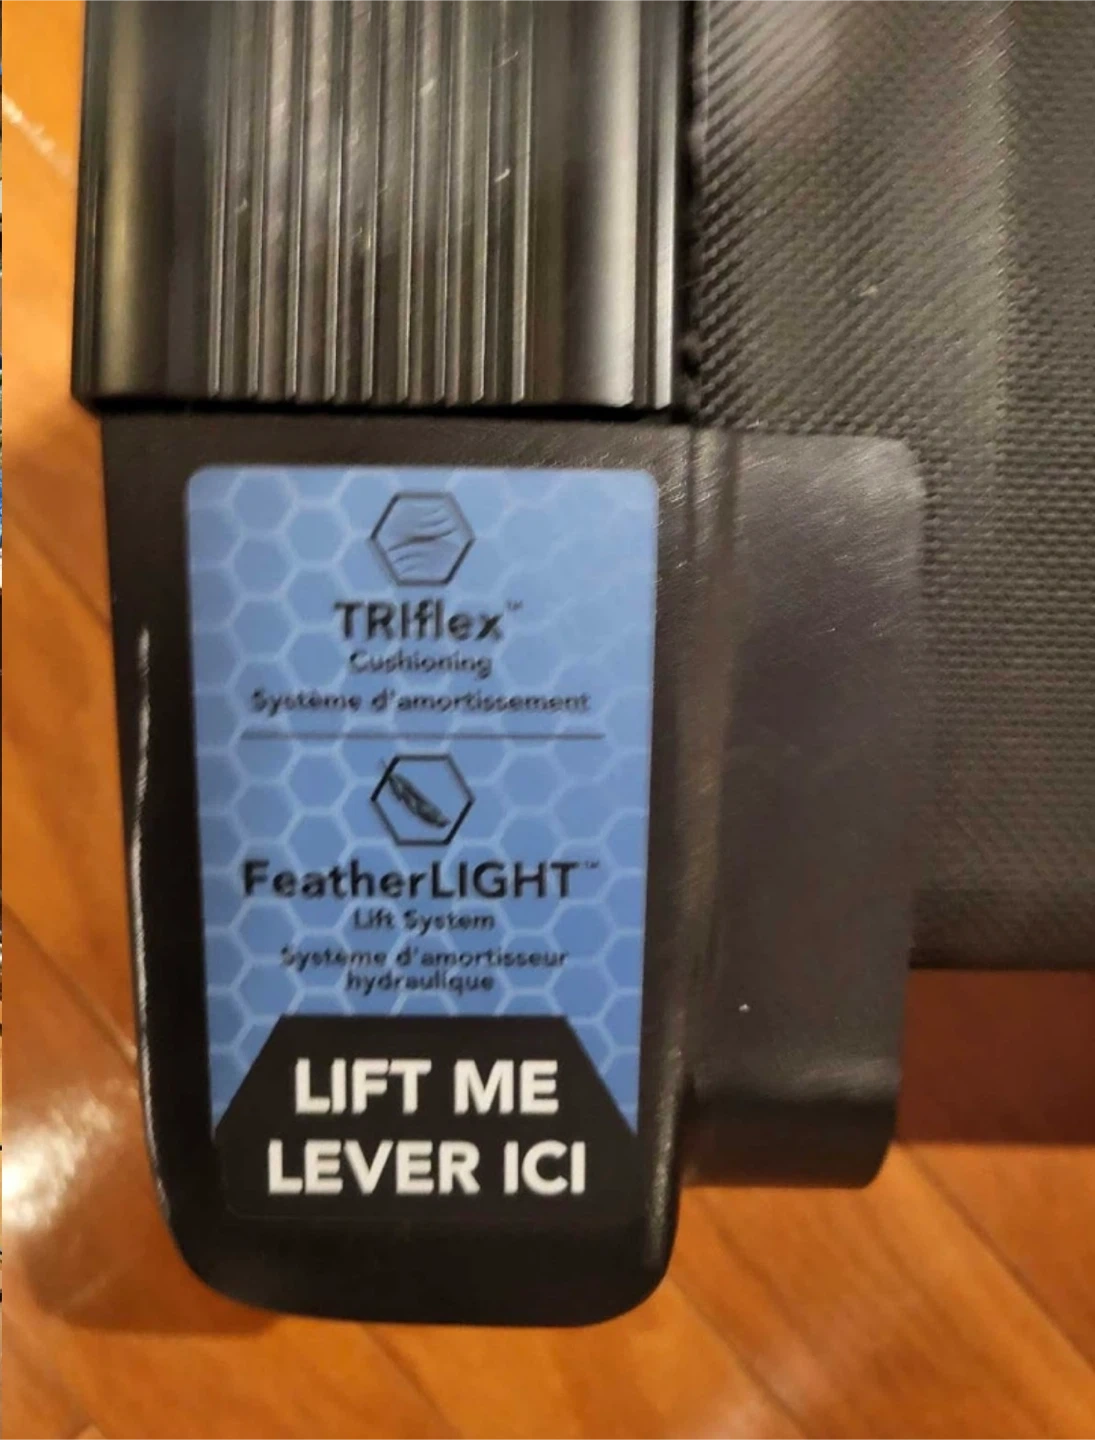 TRIflex™
Cushioning
Système d'amortissement
FeatherLIGHT™
Lift System
Système d'amortisseur
hydraulique
LIFT ME
LEVER ICI